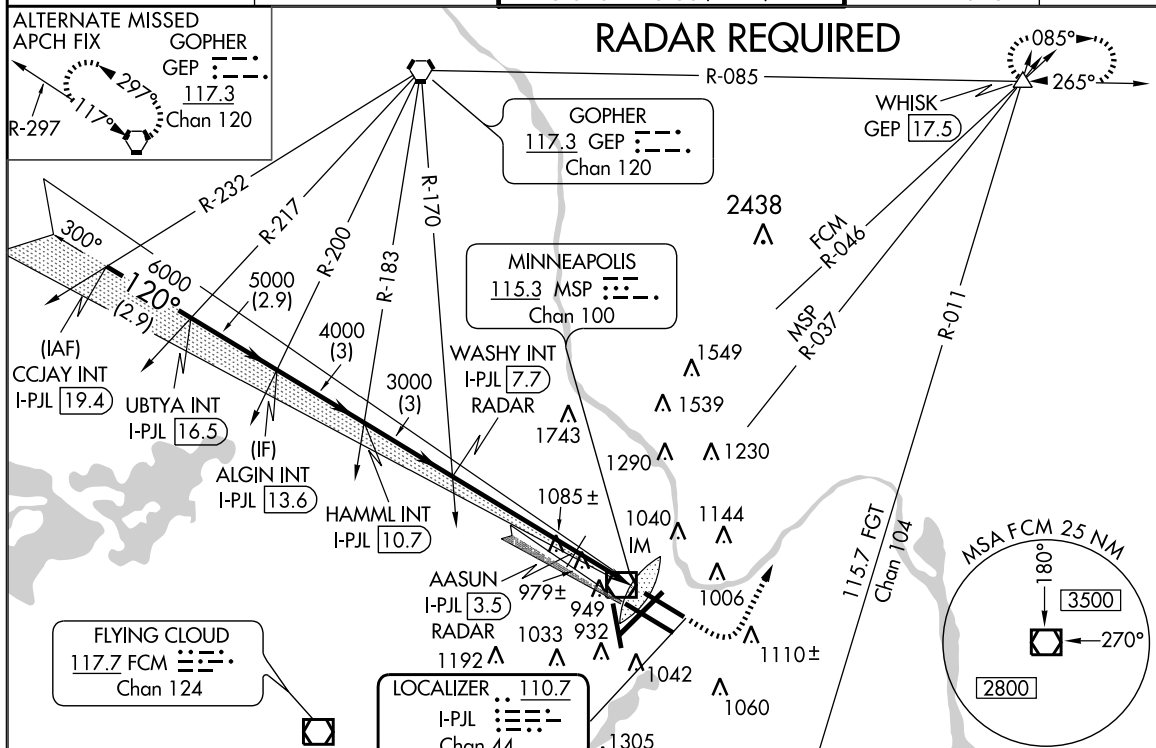 ALTERNATE MISSED
APCH FIX
GOPHER
GEP
117.3
Chan 120
297°
117°
R-297
RADAR REQUIRED
085°
265°
R-085
WHISK
GEP 17.5
GOPHER
117.3 GEP
Chan 120
R-232
R-217
R-200
R-183
R-170
2438
FCM
R-046
MSP
R-037
R-011
300°
6000
120°
(2.9)
5000
(2.9)
4000
(3)
3000
(3)
MINNEAPOLIS
115.3 MSP
Chan 100
(IAF)
CCJAY INT
I-PJL 19.4
UBTYA INT
I-PJL 16.5
(IF)
ALGIN INT
I-PJL 13.6
HAMML INT
I-PJL 10.7
WASHY INT
I-PJL 7.7
RADAR
1549
1539
1743
1290
1230
1085 ±
1040
1144
IM
AASUN
I-PJL 3.5
RADAR
979±
949
932
1006
1033
1192
1042
1110±
1060
115.7 FGT
Chan 104
MSA FCM 25 NM
180°
3500
270°
2800
FLYING CLOUD
117.7 FCM
Chan 124
LOCALIZER 110.7
I-PJL
Chan 44
1305